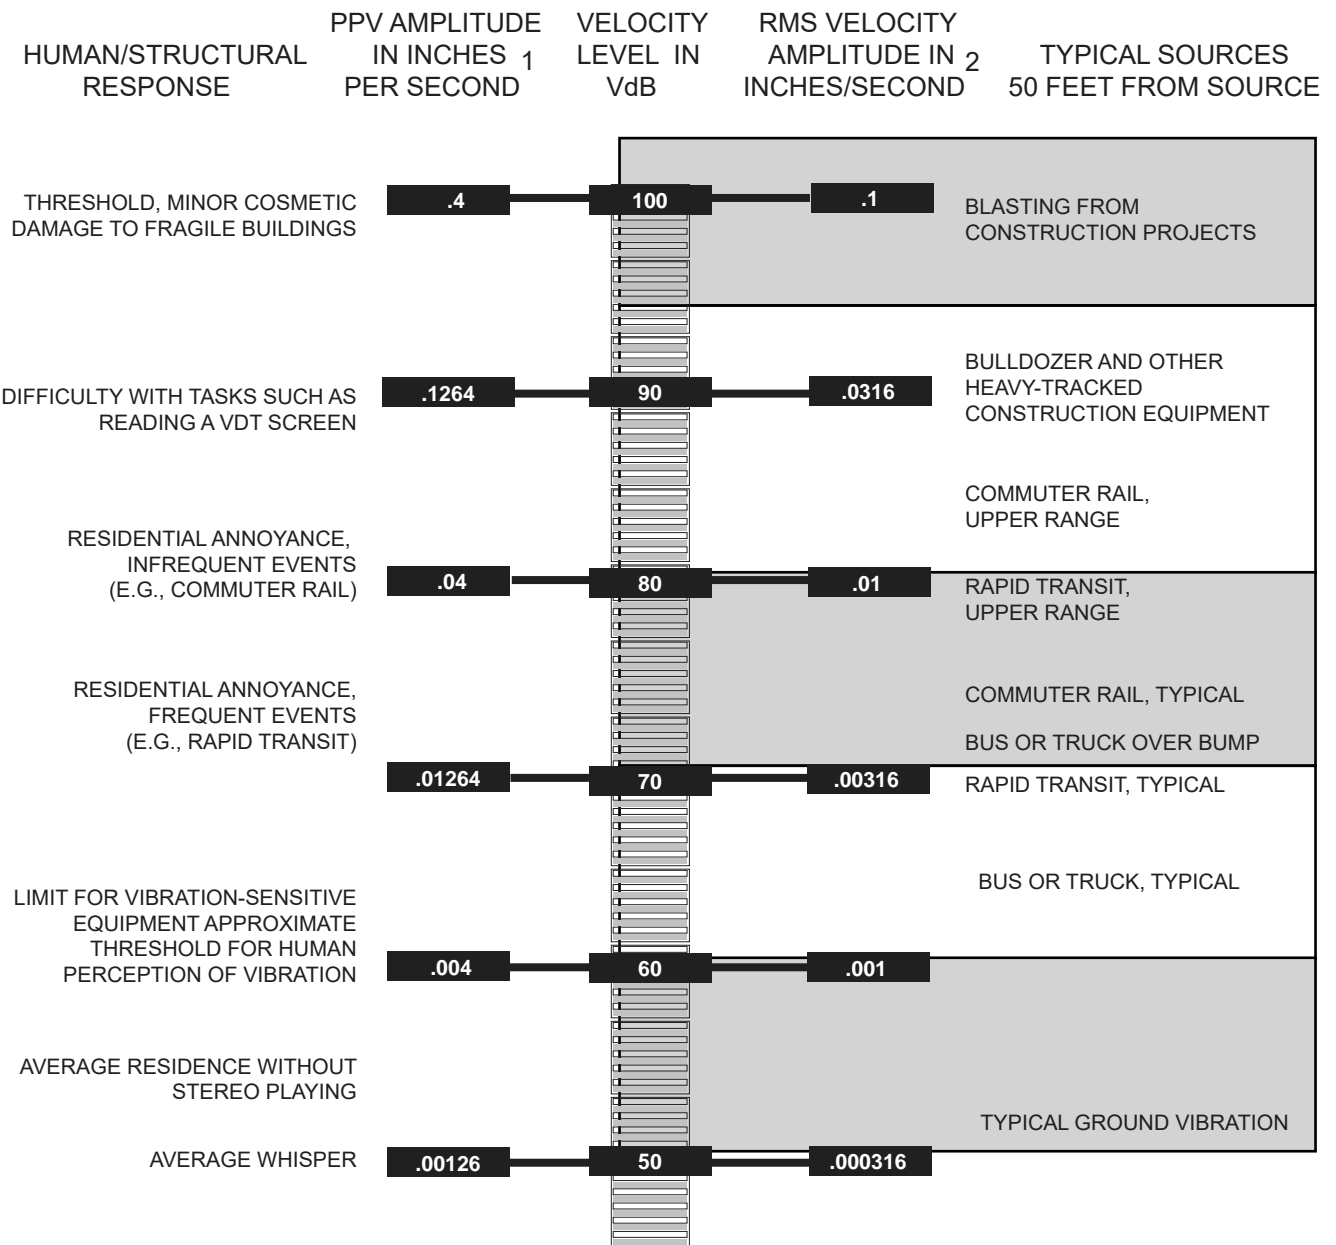 HUMAN/STRUCTURAL
RESPONSE
PPV AMPLITUDE
IN INCHES 1
PER SECOND
VELOCITY
LEVEL IN
VdB
RMS VELOCITY
AMPLITUDE IN 2
INCHES/SECOND
TYPICAL SOURCES
50 FEET FROM SOURCE
THRESHOLD, MINOR COSMETIC
DAMAGE TO FRAGILE BUILDINGS
.4
100
.1
BLASTING FROM
CONSTRUCTION PROJECTS
DIFFICULTY WITH TASKS SUCH AS
READING A VDT SCREEN
.1264
90
.0316
BULLDOZER AND OTHER
HEAVY-TRACKED
CONSTRUCTION EQUIPMENT
COMMUTER RAIL,
UPPER RANGE
RESIDENTIAL ANNOYANCE,
INFREQUENT EVENTS
(E.G., COMMUTER RAIL)
.04
80
.01
RAPID TRANSIT,
UPPER RANGE
RESIDENTIAL ANNOYANCE,
FREQUENT EVENTS
(E.G., RAPID TRANSIT)
COMMUTER RAIL, TYPICAL
BUS OR TRUCK OVER BUMP
.01264
70
.00316
RAPID TRANSIT, TYPICAL
BUS OR TRUCK, TYPICAL
LIMIT FOR VIBRATION-SENSITIVE
EQUIPMENT APPROXIMATE
THRESHOLD FOR HUMAN
PERCEPTION OF VIBRATION
.004
60
.001
AVERAGE RESIDENCE WITHOUT
STEREO PLAYING
TYPICAL GROUND VIBRATION
AVERAGE WHISPER
.00126
50
.000316